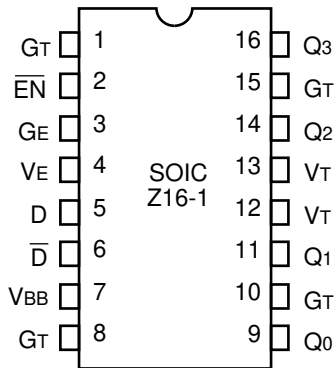 GT 1 16 Q3
EN 2 15 GT
GE 3 14 Q2
VE 4 13 VT
SOIC
Z16-1
D 5 12 VT
D 6 11 Q1
VBB 7 10 GT
GT 8 9 Q0